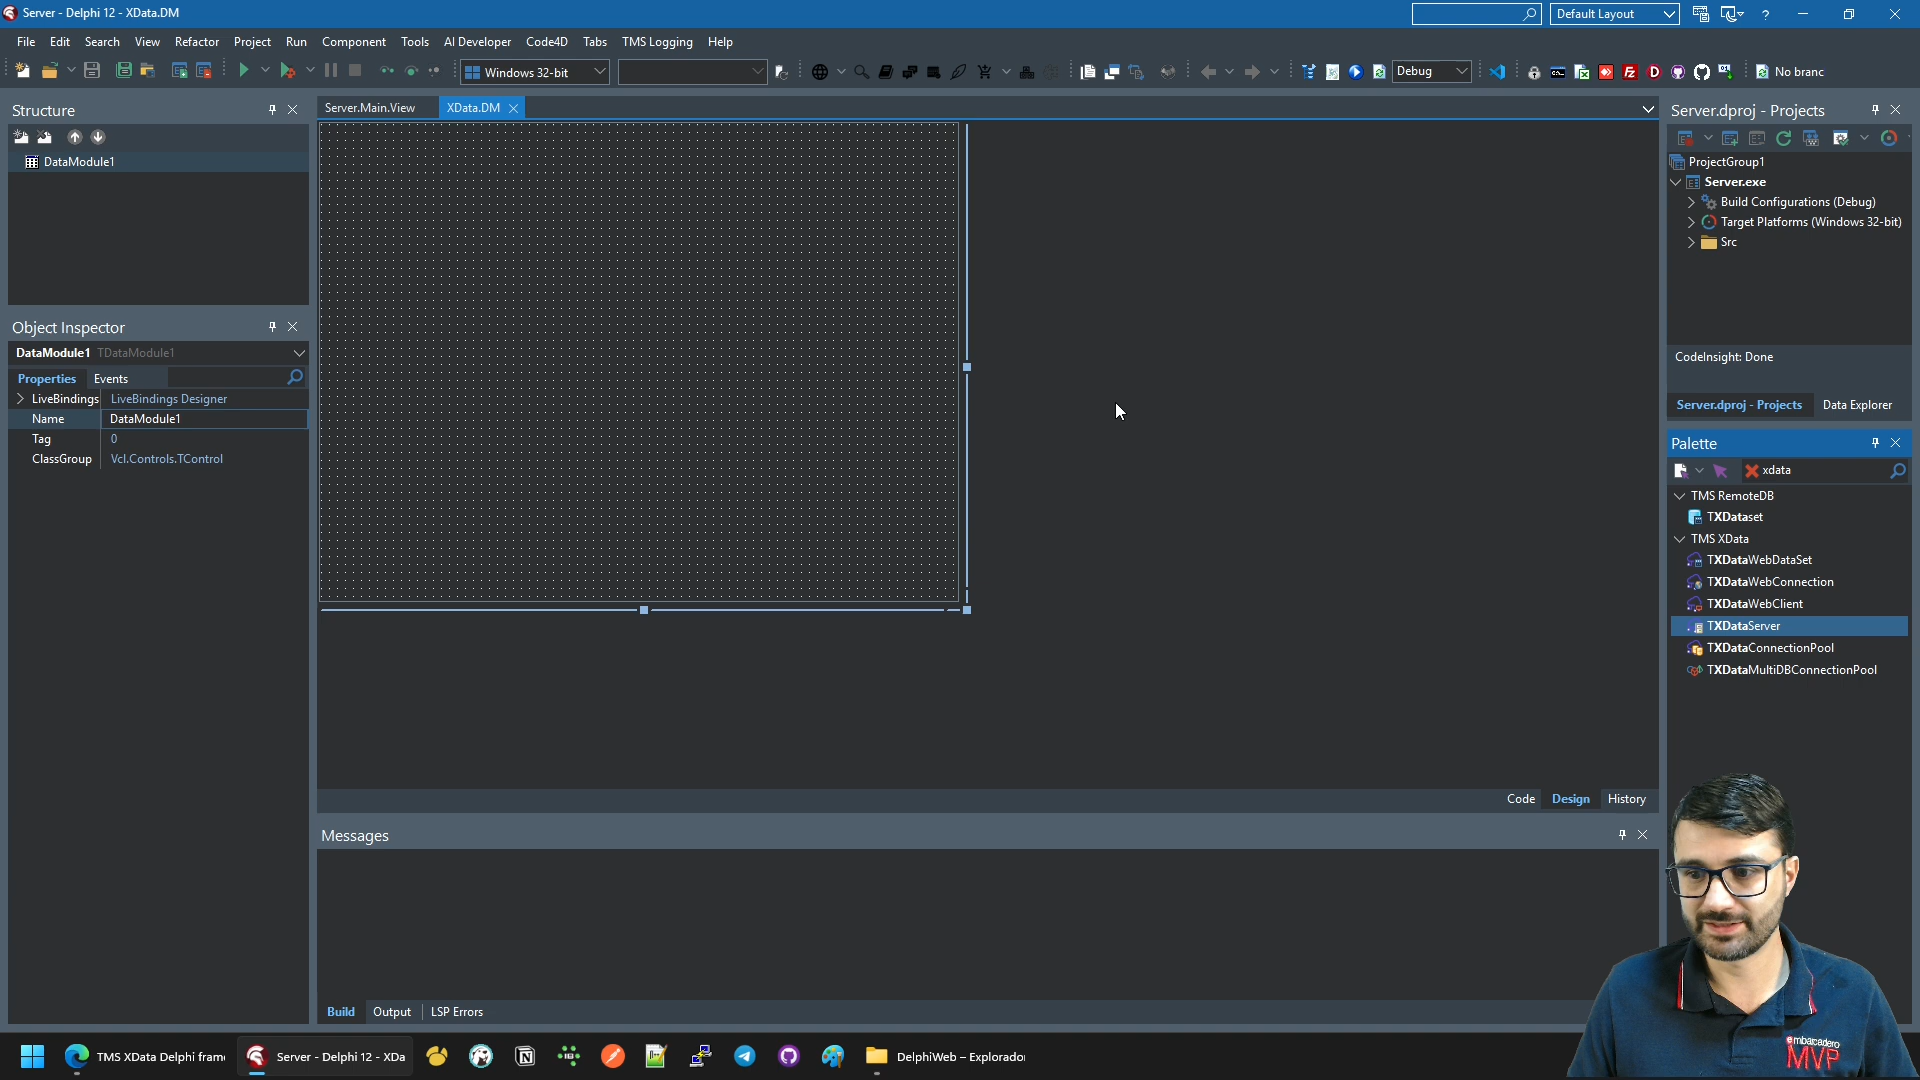 Server - Delphi 12 - XData.DM
Default Layout
?
File Edit Search View Refactor Project Run Component Tools AI Developer Code4D Tabs TMS Logging Help
Windows 32-bit
Debug
No branc
Structure
DataModule1
Object Inspector
DataModule1 TDataModule1
Properties Events
LiveBindings LiveBindings Designer
Name DataModule1
Tag 0
ClassGroup Vcl.Controls.TControl
Server.Main.View XData.DM
Code Design History
Messages
Build Output LSP Errors
Server.dproj - Projects
ProjectGroup1
Server.exe
Build Configurations (Debug)
Target Platforms (Windows 32-bit)
Src
CodeInsight: Done
Server.dproj - Projects Data Explorer
Palette
xdata
TMS RemoteDB
TXDataset
TMS XData
TXDataWebDataSet
TXDataWebConnection
TXDataWebClient
TXDataServer
TXDataConnectionPool
TXDataMultiDBConnectionPool
embarcadero
MVP
TMS XData Delphi fram
Server - Delphi 12 - XDa
DelphiWeb – Explorador